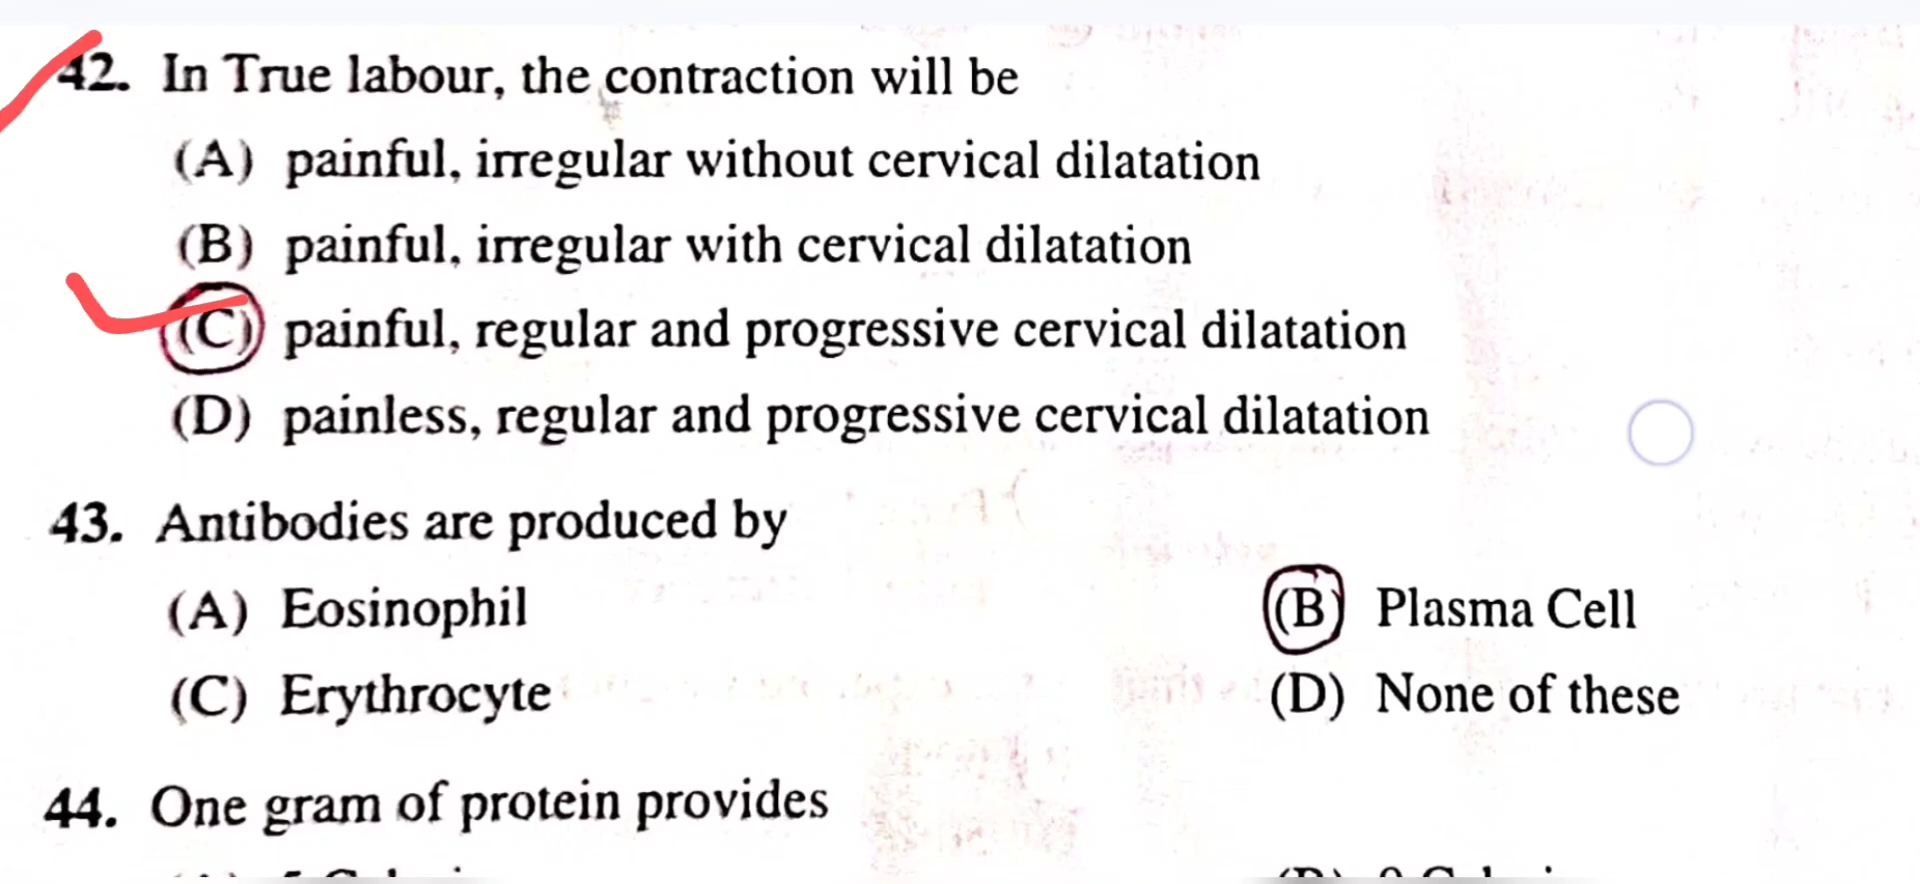 42. In True labour, the contraction will be
(A) painful, irregular without cervical dilatation
(B) painful, irregular with cervical dilatation
(C) painful, regular and progressive cervical dilatation
(D) painless, regular and progressive cervical dilatation
43. Antibodies are produced by
(A) Eosinophil (B) Plasma Cell
(C) Erythrocyte (D) None of these
44. One gram of protein provides